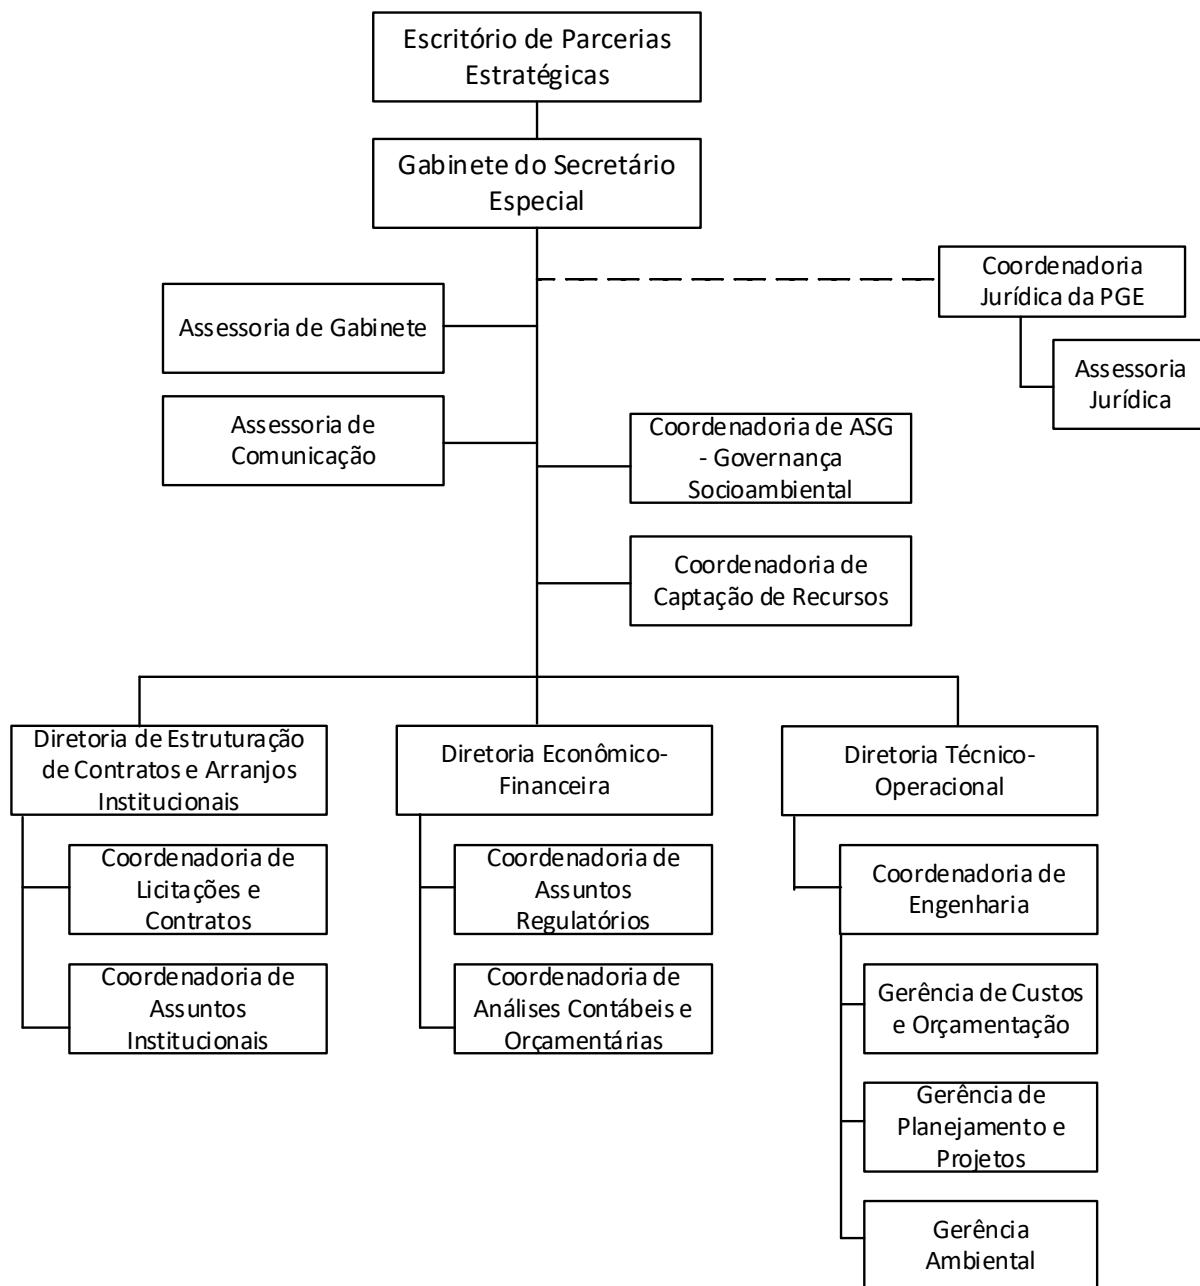 Escritório de Parcerias
Estratégicas
Gabinete do Secretário
Especial
Coordenadoria
Jurídica da PGE
Assessoria
Jurídica
Assessoria de Gabinete
Assessoria de
Comunicação
Coordenadoria de ASG
- Governança
Socioambiental
Coordenadoria de
Captação de Recursos
Diretoria de Estruturação
de Contratos e Arranjos
Institucionais
Coordenadoria de
Licitações e
Contratos
Coordenadoria de
Assuntos
Institucionais
Diretoria Econômico-
Financeira
Coordenadoria de
Assuntos
Regulatórios
Coordenadoria de
Análises Contábeis e
Orçamentárias
Diretoria Técnico-
Operacional
Coordenadoria de
Engenharia
Gerência de Custos
e Orçamentação
Gerência de
Planejamento e
Projetos
Gerência
Ambiental